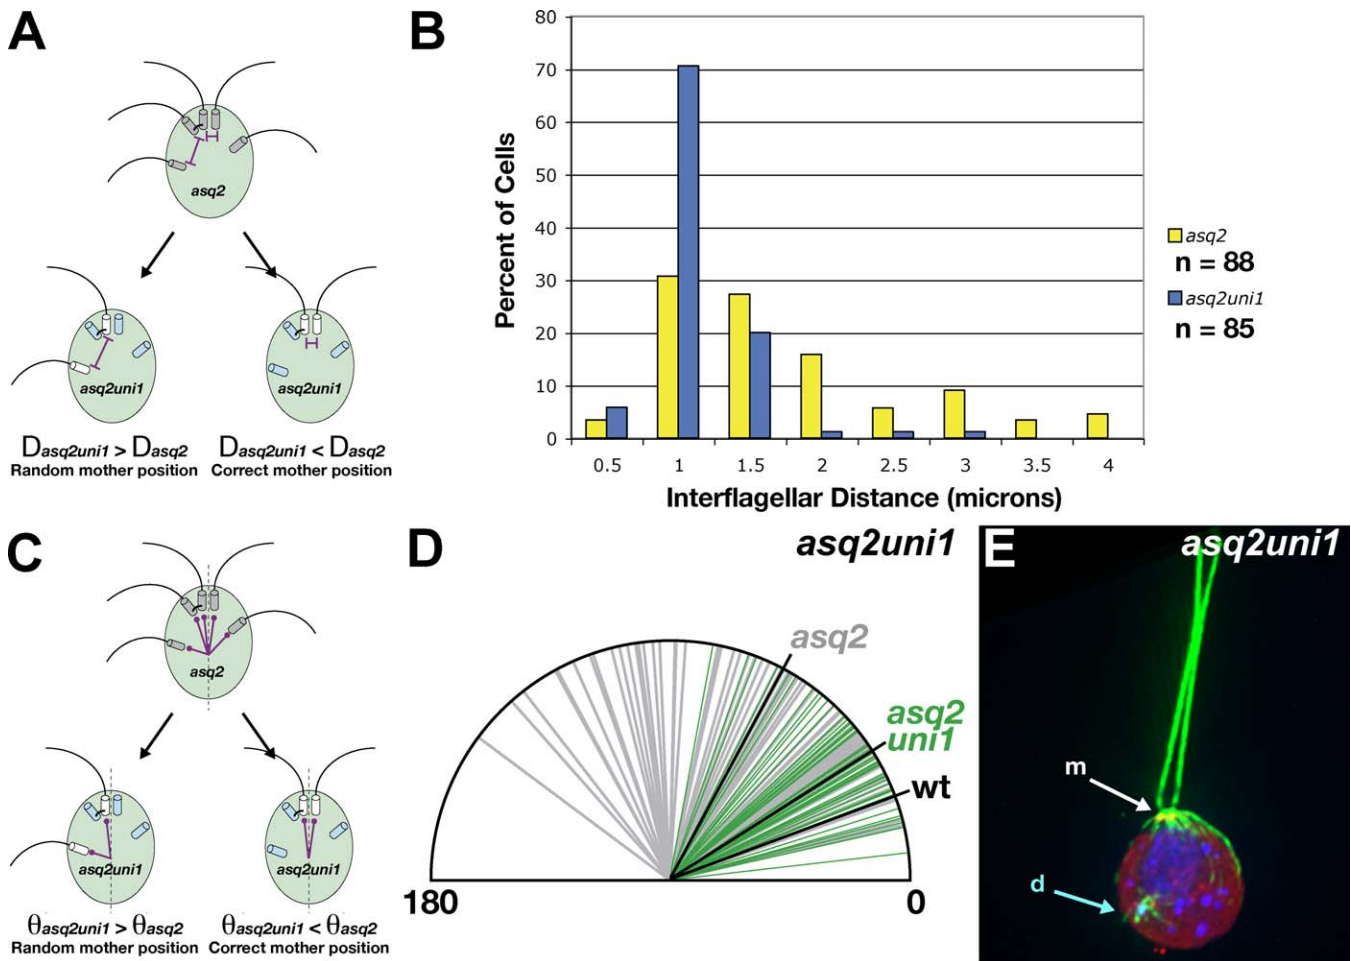 A
asq2
asq2uni1
asq2uni1
Dasq2uni1 > Dasq2
Random mother position
Dasq2uni1 < Dasq2
Correct mother position
B
80
70
60
50
40
30
20
10
0
Percent of Cells
0.5 1 1.5 2 2.5 3 3.5 4
Interflagellar Distance (microns)
asq2
n = 88
asq2uni1
n = 85
C
asq2
asq2uni1
asq2uni1
θasq2uni1 > θasq2
Random mother position
θasq2uni1 < θasq2
Correct mother position
D
asq2uni1
asq2
asq2
uni1
wt
180
0
E
asq2uni1
m
d